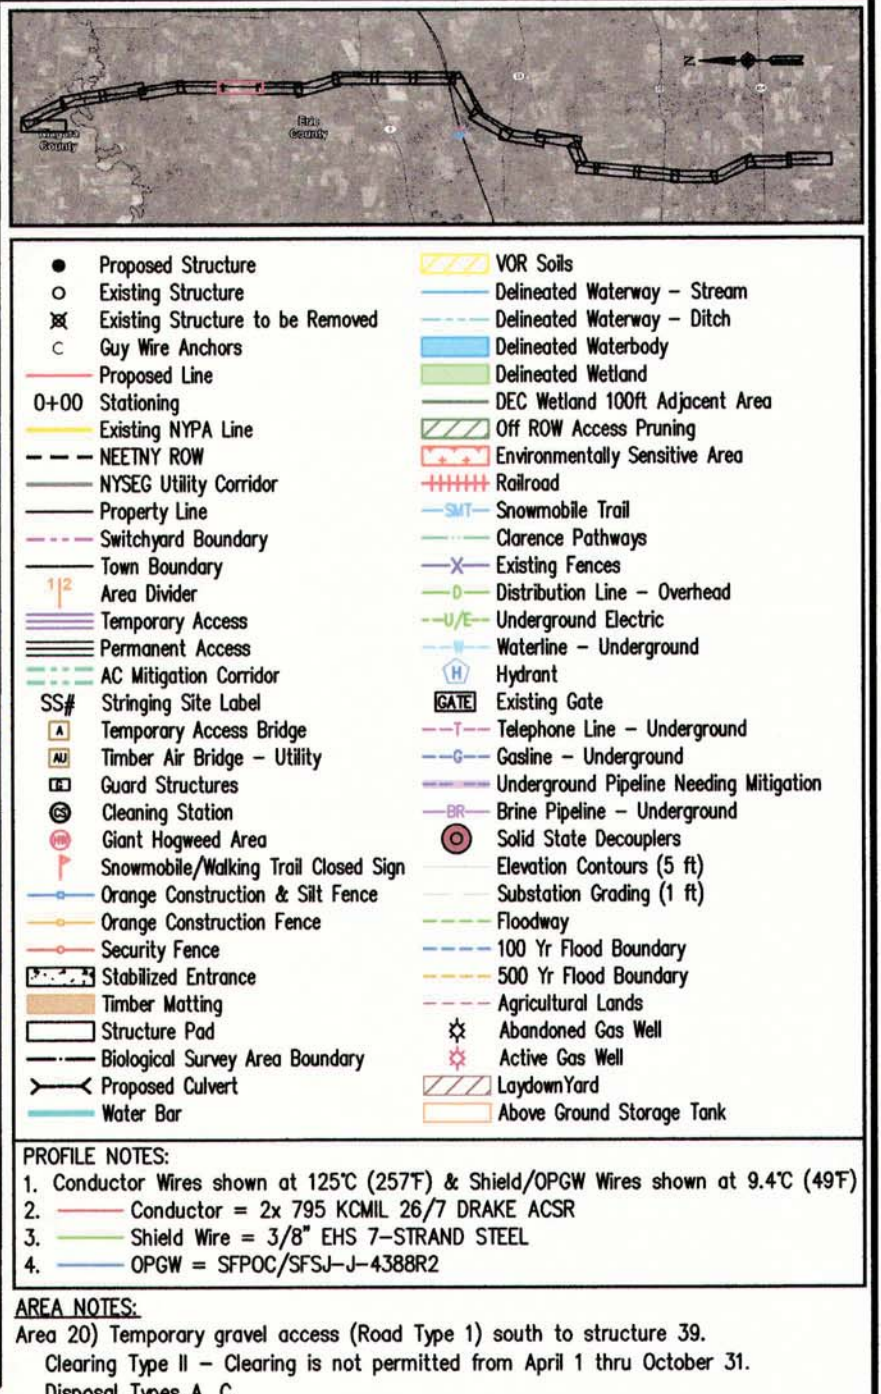 N
Niagara
County
Erie
County
Proposed Structure
Existing Structure
Existing Structure to be Removed
C Guy Wire Anchors
Proposed Line
0+00 Stationing
Existing NYPA Line
NEETNY ROW
NYSEG Utility Corridor
Property Line
Switchyard Boundary
Town Boundary
1|2 Area Divider
Temporary Access
Permanent Access
AC Mitigation Corridor
SS# Stringing Site Label
A Temporary Access Bridge
AU Timber Air Bridge – Utility
G Guard Structures
CS Cleaning Station
HW Giant Hogweed Area
Snowmobile/Walking Trail Closed Sign
Orange Construction & Silt Fence
Orange Construction Fence
Security Fence
Stabilized Entrance
Timber Matting
Structure Pad
Biological Survey Area Boundary
Proposed Culvert
Water Bar
VOR Soils
Delineated Waterway – Stream
Delineated Waterway – Ditch
Delineated Waterbody
Delineated Wetland
DEC Wetland 100ft Adjacent Area
Off ROW Access Pruning
Environmentally Sensitive Area
Railroad
SMT Snowmobile Trail
Clarence Pathways
X Existing Fences
D Distribution Line – Overhead
U/E Underground Electric
W Waterline – Underground
H Hydrant
GATE Existing Gate
T Telephone Line – Underground
G Gasline – Underground
Underground Pipeline Needing Mitigation
BR Brine Pipeline – Underground
Solid State Decouplers
Elevation Contours (5 ft)
Substation Grading (1 ft)
Floodway
100 Yr Flood Boundary
500 Yr Flood Boundary
Agricultural Lands
Abandoned Gas Well
Active Gas Well
LaydownYard
Above Ground Storage Tank
PROFILE NOTES:
1. Conductor Wires shown at 125°C (257°F) & Shield/OPGW Wires shown at 9.4°C (49°F)
2. Conductor = 2x 795 KCMIL 26/7 DRAKE ACSR
3. Shield Wire = 3/8" EHS 7-STRAND STEEL
4. OPGW = SFPOC/SFSJ-J-4388R2
AREA NOTES:
Area 20) Temporary gravel access (Road Type 1) south to structure 39.
Clearing Type II – Clearing is not permitted from April 1 thru October 31.
Disposal Types A, C